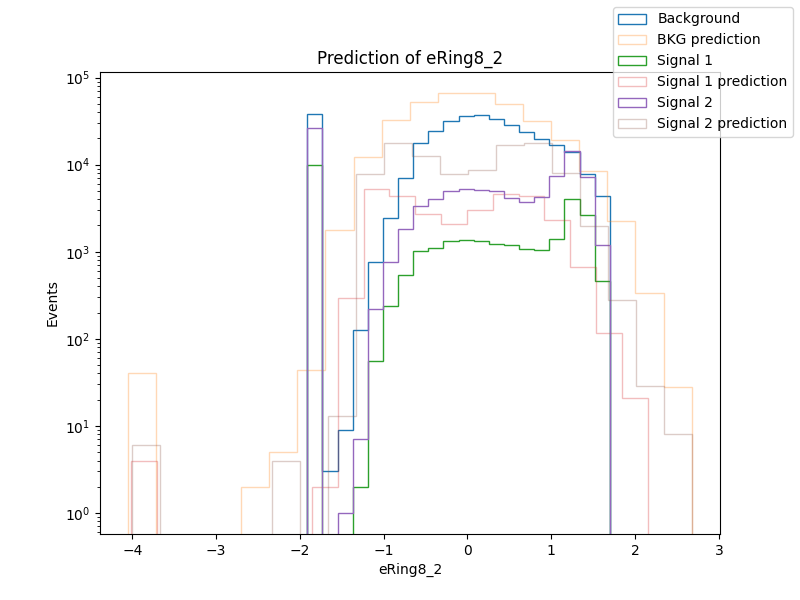 Prediction of eRing8_2
Background
BKG prediction
Signal 1
Signal 1 prediction
Signal 2
Signal 2 prediction
Events
10^5
10^4
10^3
10^2
10^1
10^0
−4 −3 −2 −1 0 1 2 3
eRing8_2